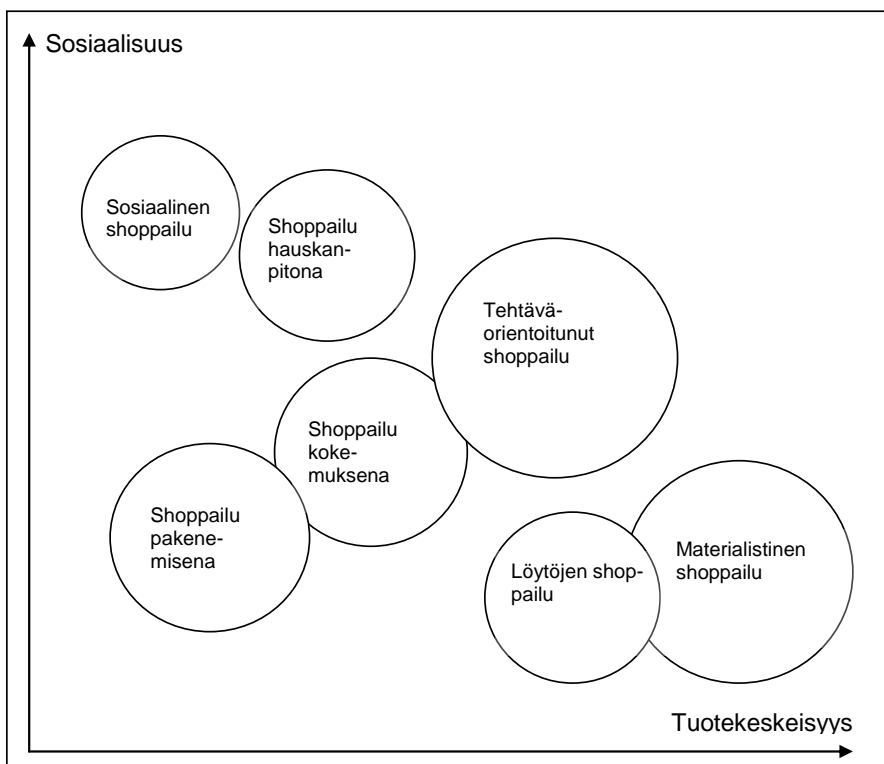 Sosiaalisuus
Sosiaalinen
shoppailu
Shoppailu
hauskan-
pitona
Tehtävä-
orientoitunut
shoppailu
Shoppailu
koke-
muksena
Shoppailu
pakene-
misena
Löytöjen shop-
pailu
Materialistinen
shoppailu
Tuotekeskeisyys